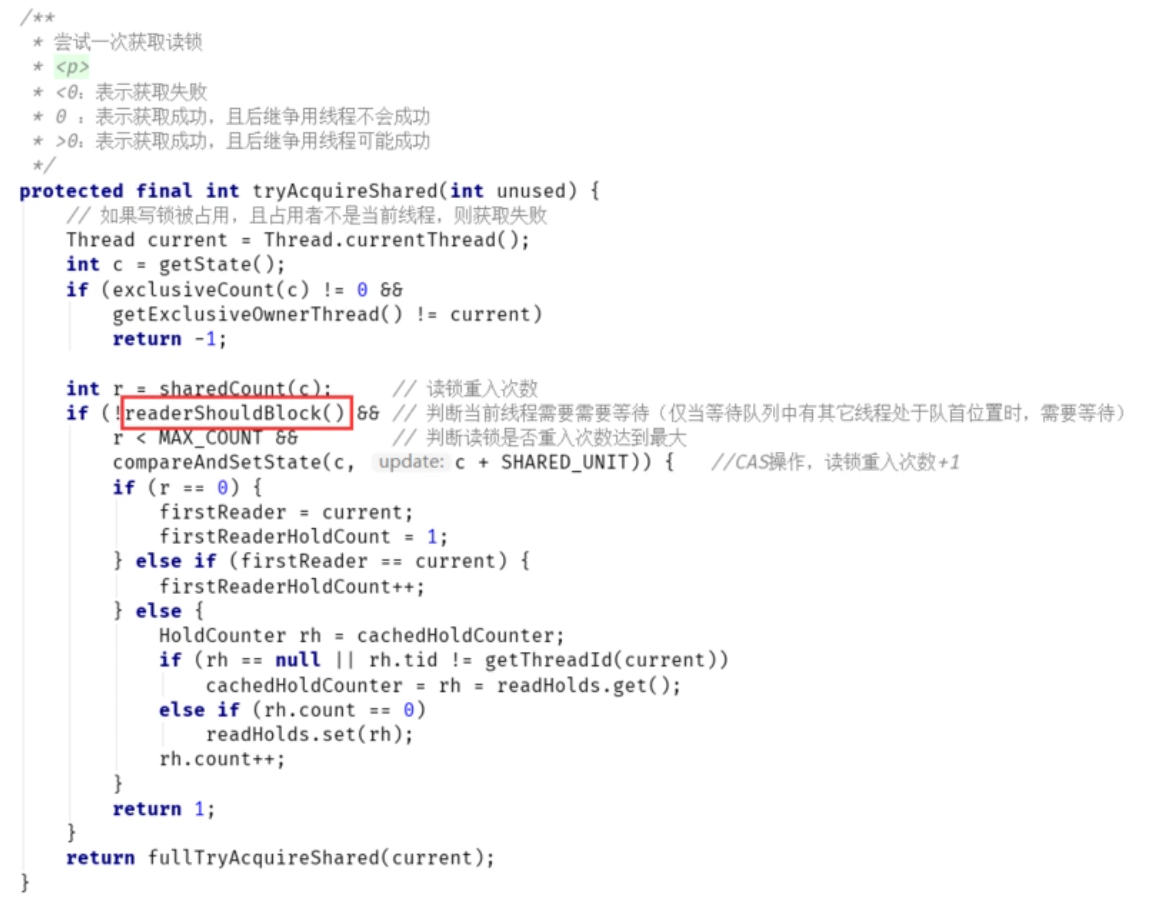 /**
 * 尝试一次获取读锁
 * <p>
 * <0：表示获取失败
 * 0 ：表示获取成功，且后继争用线程不会成功
 * >0：表示获取成功，且后继争用线程可能成功
 */
protected final int tryAcquireShared(int unused) {
    // 如果写锁被占用，且占用者不是当前线程，则获取失败
    Thread current = Thread.currentThread();
    int c = getState();
    if (exclusiveCount(c) != 0 &&
        getExclusiveOwnerThread() != current)
        return -1;

    int r = sharedCount(c);     // 读锁重入次数
    if (!readerShouldBlock() && // 判断当前线程需要需要等待（仅当等待队列中有其它线程处于队首位置时，需要等待）
        r < MAX_COUNT &&        // 判断读锁是否重入次数达到最大
        compareAndSetState(c, update: c + SHARED_UNIT)) {   //CAS操作，读锁重入次数+1
        if (r == 0) {
            firstReader = current;
            firstReaderHoldCount = 1;
        } else if (firstReader == current) {
            firstReaderHoldCount++;
        } else {
            HoldCounter rh = cachedHoldCounter;
            if (rh == null || rh.tid != getThreadId(current))
                cachedHoldCounter = rh = readHolds.get();
            else if (rh.count == 0)
                readHolds.set(rh);
            rh.count++;
        }
        return 1;
    }
    return fullTryAcquireShared(current);
}